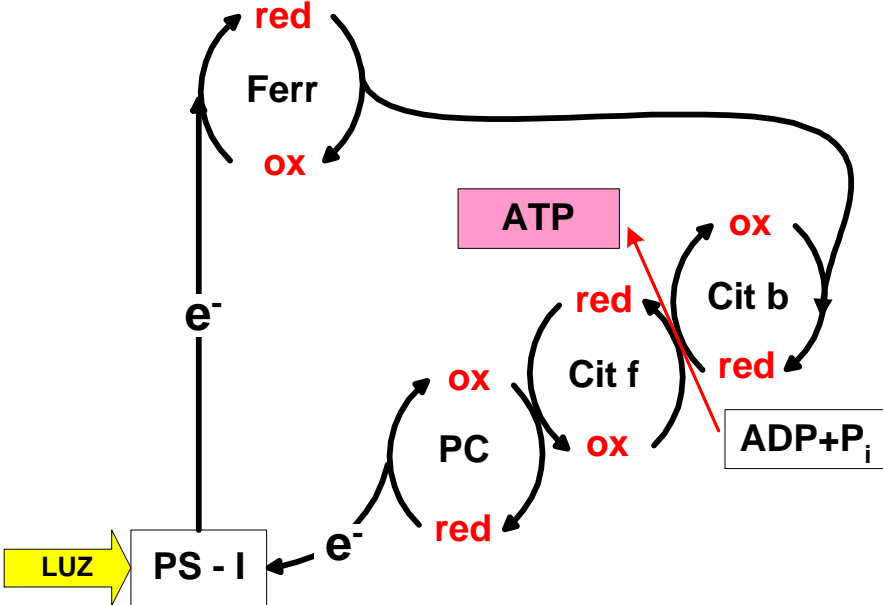 red
Ferr
ox
ATP
ox
Cit b
red
red
Cit f
ox
e-
ox
PC
red
ADP+Pi
e-
LUZ
PS - I